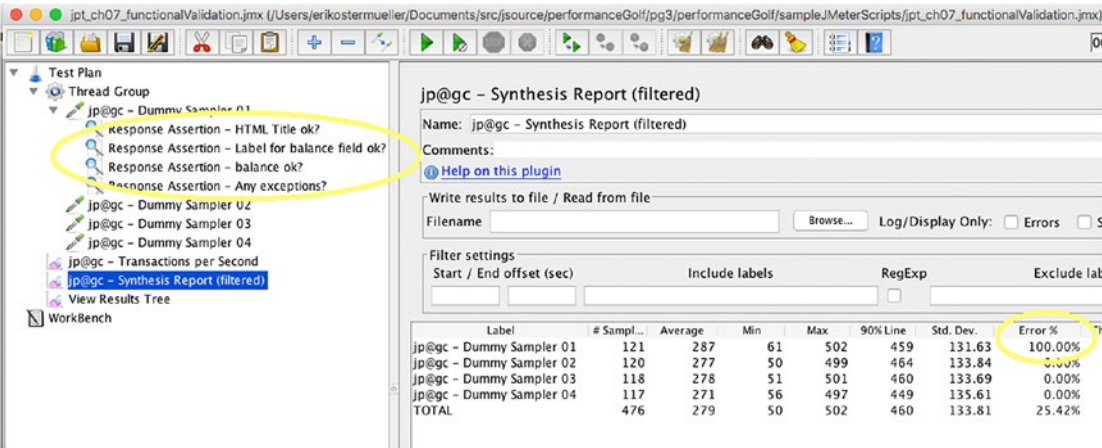 jpt_ch07_functionalValidation.jmx (/Users/erikostermueller/Documents/src/jsource/performanceGolf/pg3/performanceGolf/sampleJMeterScripts/jpt_ch07_functionalValidation.jmx)
Test Plan
Thread Group
jp@gc - Dummy Sampler 01
Response Assertion - HTML Title ok?
Response Assertion - Label for balance field ok?
Response Assertion - balance ok?
Response Assertion - Any exceptions?
jp@gc - Dummy Sampler 02
jp@gc - Dummy Sampler 03
jp@gc - Dummy Sampler 04
jp@gc - Transactions per Second
jp@gc - Synthesis Report (filtered)
View Results Tree
WorkBench
jp@gc - Synthesis Report (filtered)
Name: jp@gc - Synthesis Report (filtered)
Comments:
Help on this plugin
Write results to file / Read from file
Filename Browse... Log/Display Only: Errors S
Filter settings
Start / End offset (sec) Include labels RegExp Exclude lab
Label # Sampl... Average Min Max 90% Line Std. Dev. Error %
jp@gc - Dummy Sampler 01 121 287 61 502 459 131.63 100.00%
jp@gc - Dummy Sampler 02 120 277 50 499 464 133.84 0.00%
jp@gc - Dummy Sampler 03 118 278 51 501 460 133.69 0.00%
jp@gc - Dummy Sampler 04 117 271 56 497 449 135.61 0.00%
TOTAL 476 279 50 502 460 133.81 25.42%